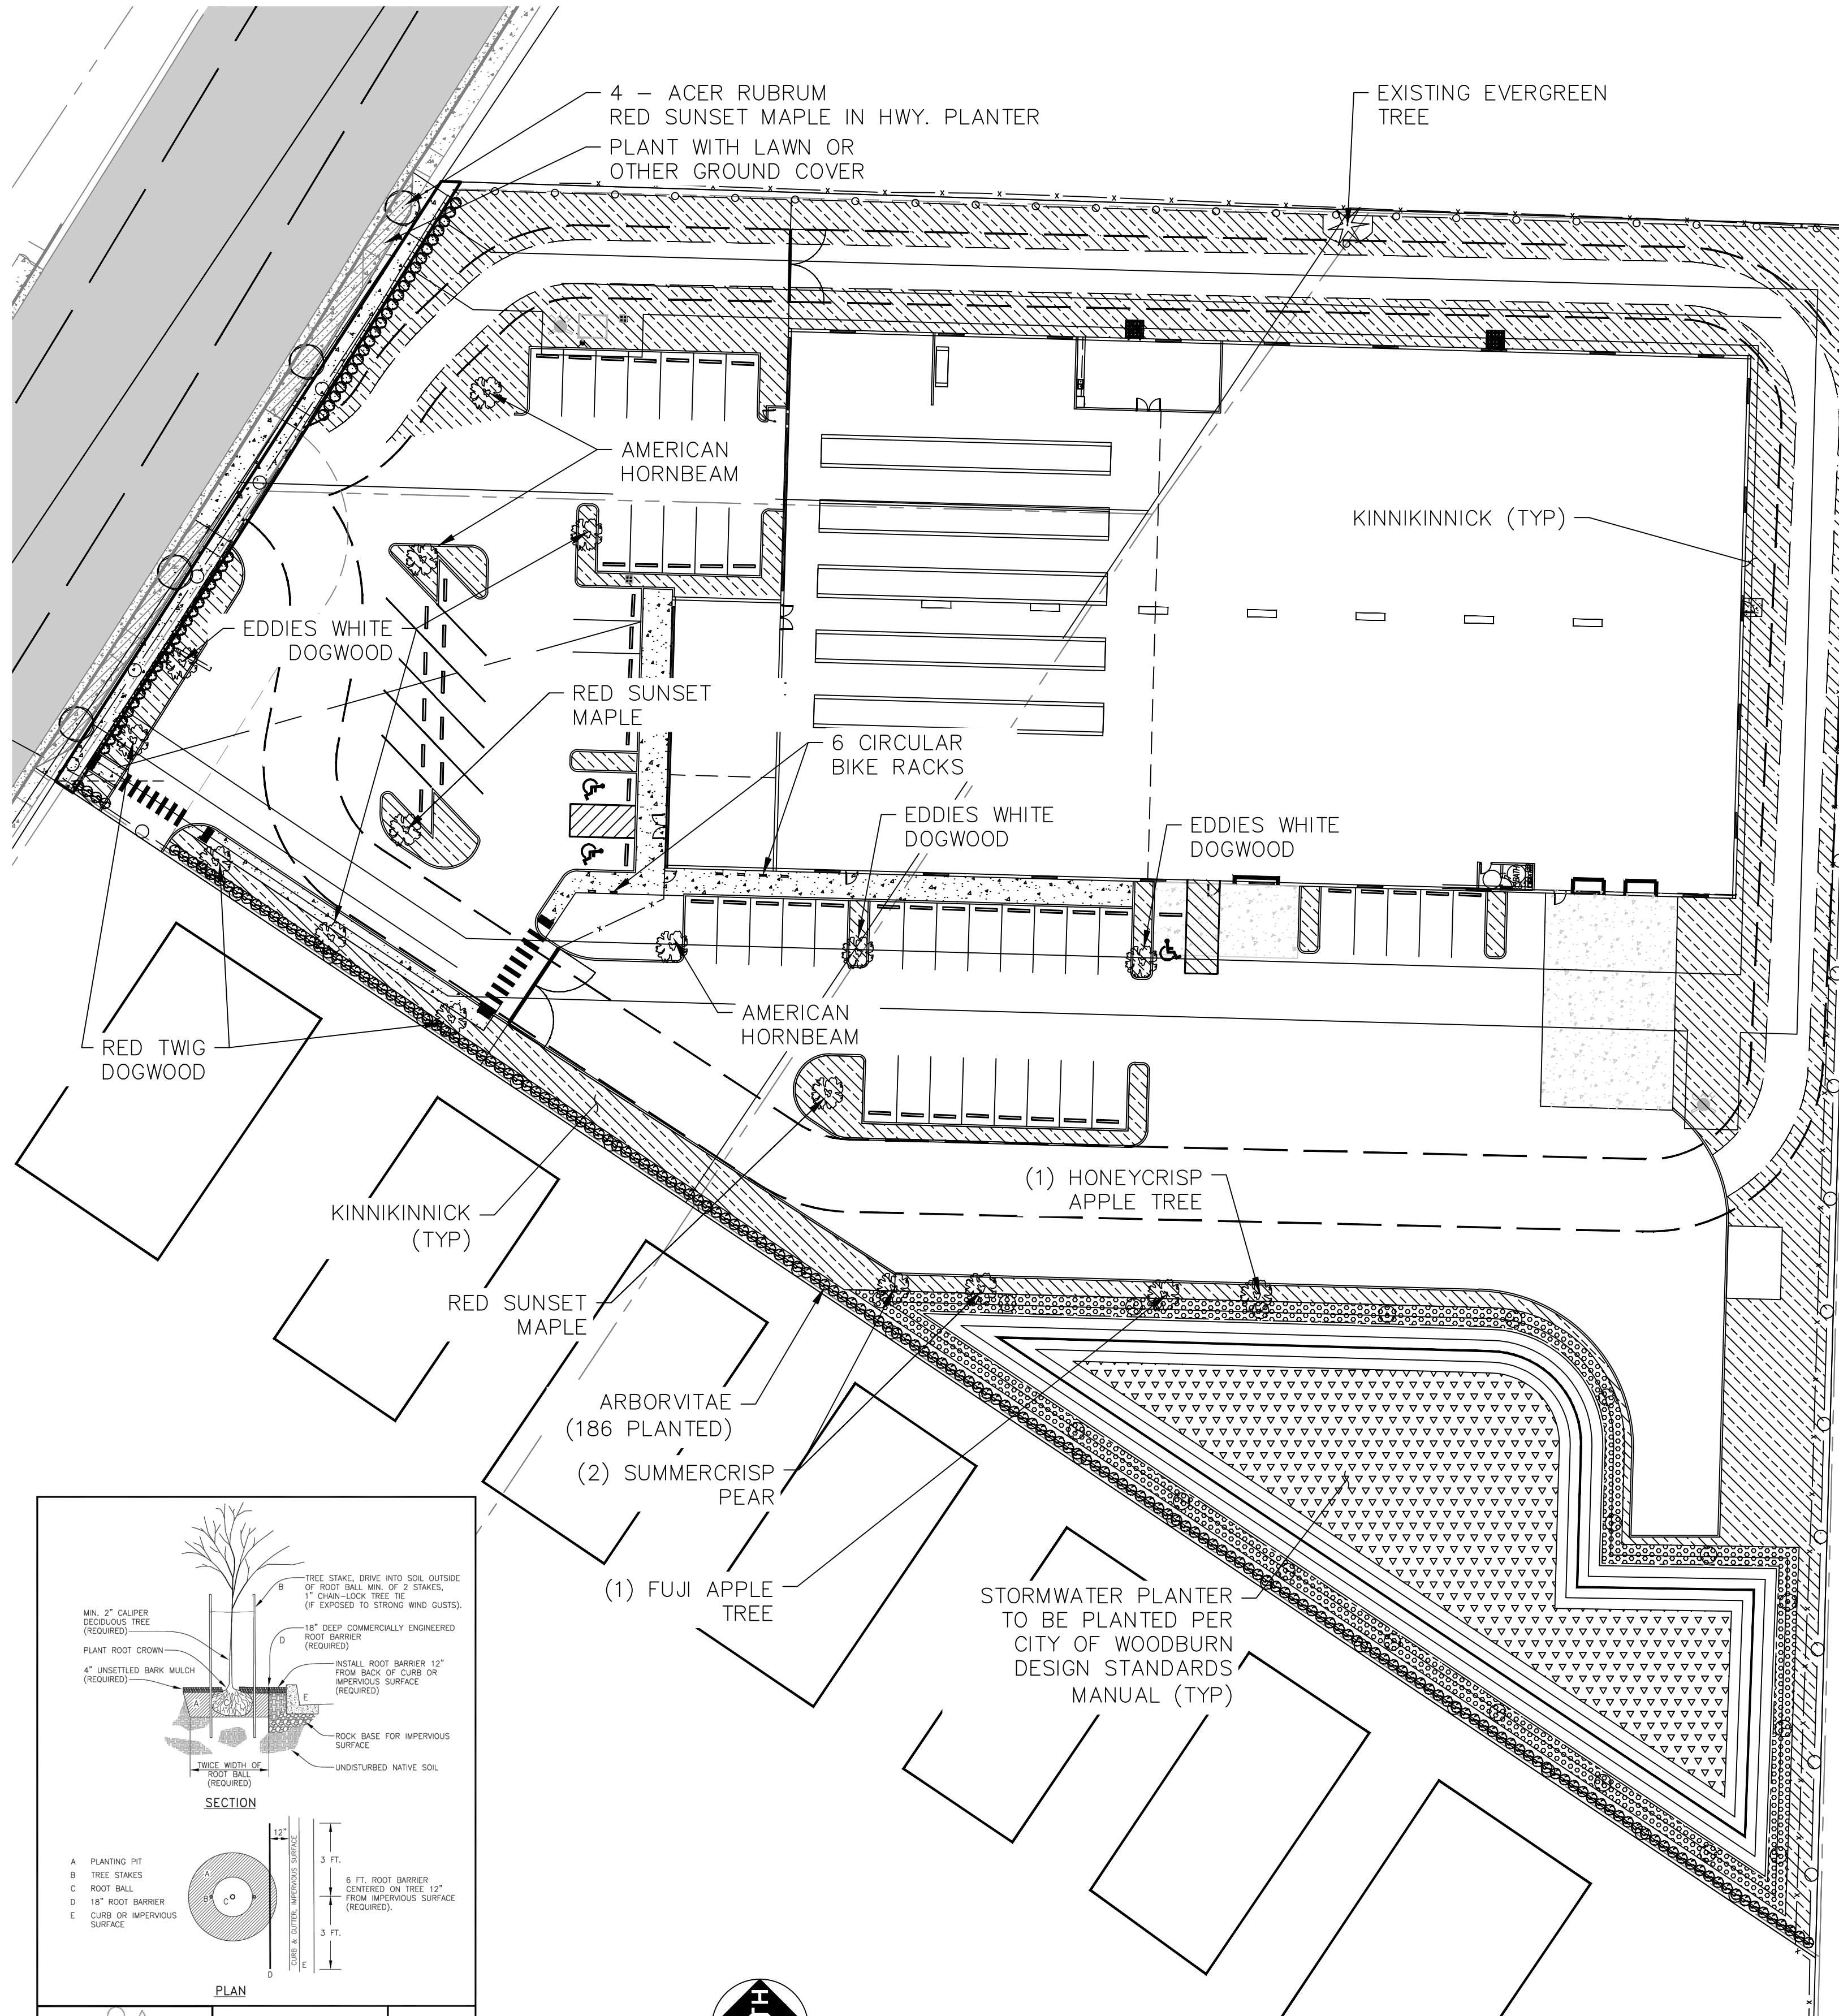 4 – ACER RUBRUM
RED SUNSET MAPLE IN HWY. PLANTER
PLANT WITH LAWN OR
OTHER GROUND COVER
EXISTING EVERGREEN
TREE
AMERICAN
HORNBEAM
KINNIKINNICK (TYP)
EDDIES WHITE
DOGWOOD
RED SUNSET
MAPLE
6 CIRCULAR
BIKE RACKS
EDDIES WHITE
DOGWOOD
EDDIES WHITE
DOGWOOD
RED TWIG
DOGWOOD
AMERICAN
HORNBEAM
(1) HONEYCRISP
APPLE TREE
KINNIKINNICK
(TYP)
RED SUNSET
MAPLE
ARBORVITAE
(186 PLANTED)
(2) SUMMERCRISP
PEAR
(1) FUJI APPLE
TREE
STORMWATER PLANTER
TO BE PLANTED PER
CITY OF WOODBURN
DESIGN STANDARDS
MANUAL (TYP)
TREE STAKE, DRIVE INTO SOIL OUTSIDE
OF ROOT BALL MIN. OF 2 STAKES,
1" CHAIN-LOCK TREE TIE
(IF EXPOSED TO STRONG WIND GUSTS).
B
MIN. 2" CALIPER
DECIDUOUS TREE
(REQUIRED)
18" DEEP COMMERCIALLY ENGINEERED
ROOT BARRIER
(REQUIRED)
D
PLANT ROOT CROWN
4" UNSETTLED BARK MULCH
(REQUIRED)
INSTALL ROOT BARRIER 12"
FROM BACK OF CURB OR
IMPERVIOUS SURFACE
(REQUIRED)
A
C
E
ROCK BASE FOR IMPERVIOUS
SURFACE
TWICE WIDTH OF
ROOT BALL
(REQUIRED)
UNDISTURBED NATIVE SOIL
SECTION
12"
CURB & GUTTER, IMPERVIOUS SURFACE
3 FT.
A PLANTING PIT
B TREE STAKES
C ROOT BALL
D 18" ROOT BARRIER
E CURB OR IMPERVIOUS
SURFACE
A
B
C
6 FT. ROOT BARRIER
CENTERED ON TREE 12"
FROM IMPERVIOUS SURFACE
(REQUIRED).
3 FT.
E
D
PLAN